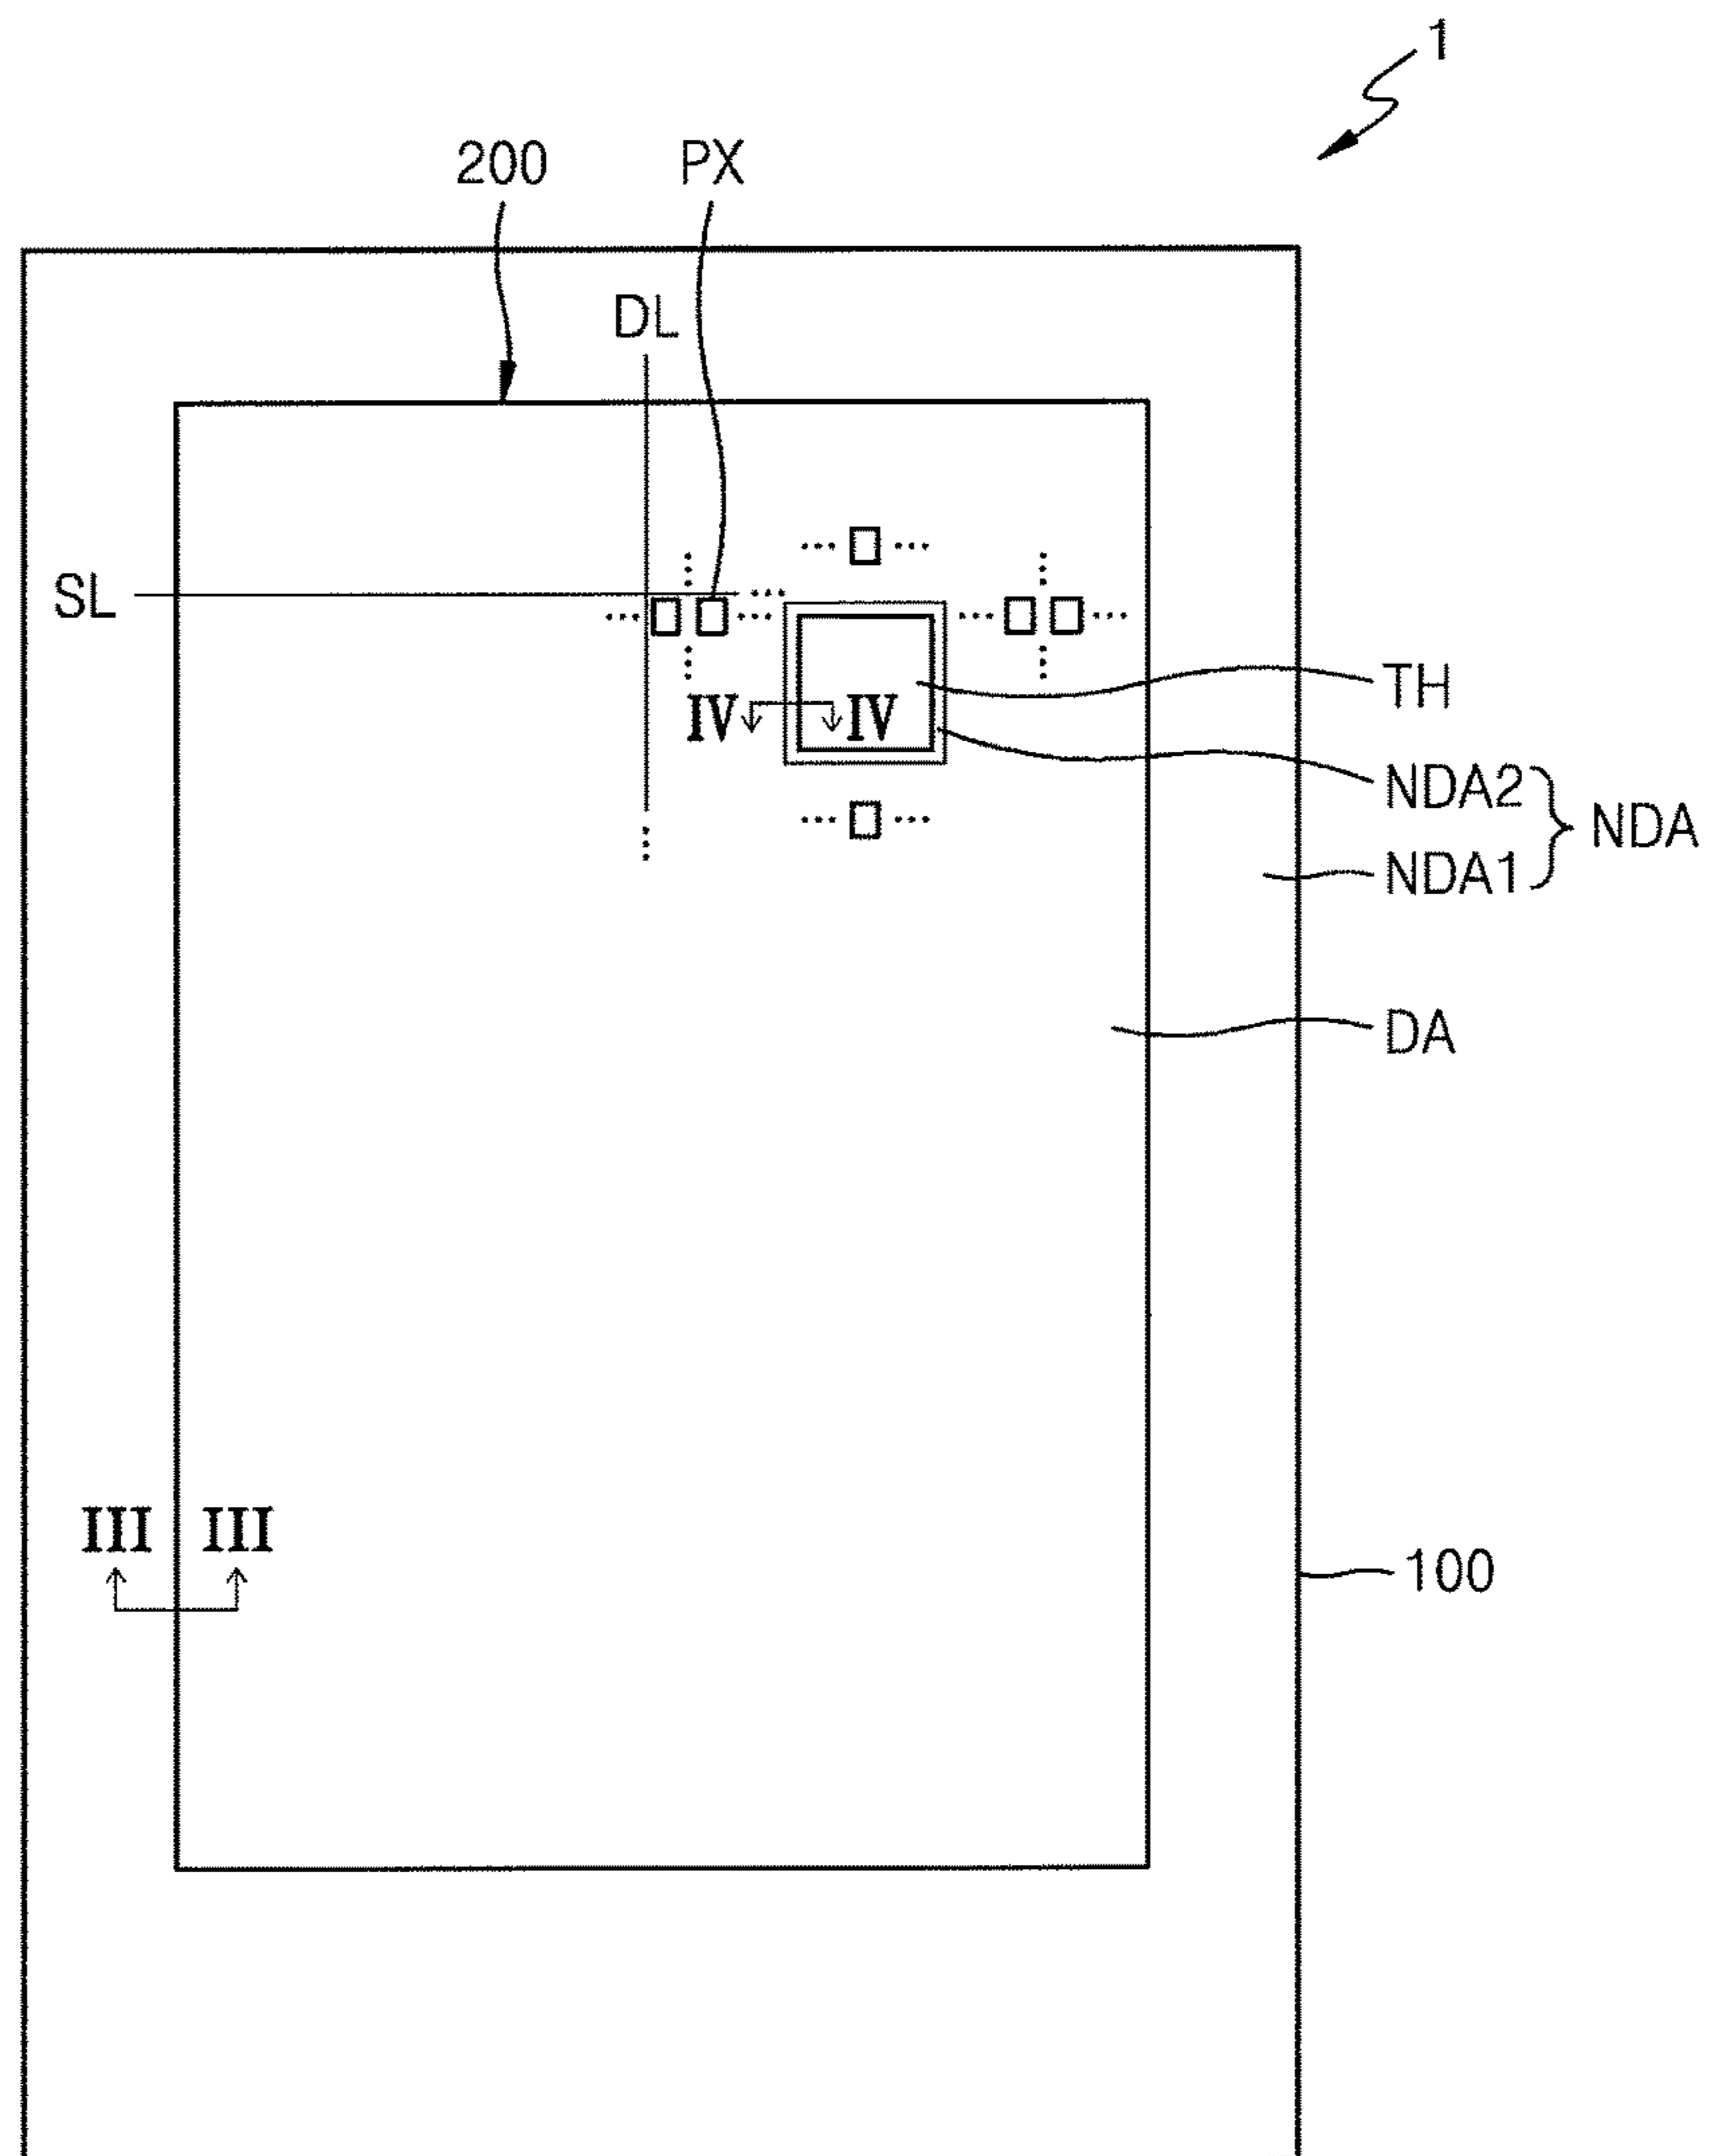 1
200 PX
DL
SL
TH
IV IV
NDA2
NDA
NDA1
DA
III III
100